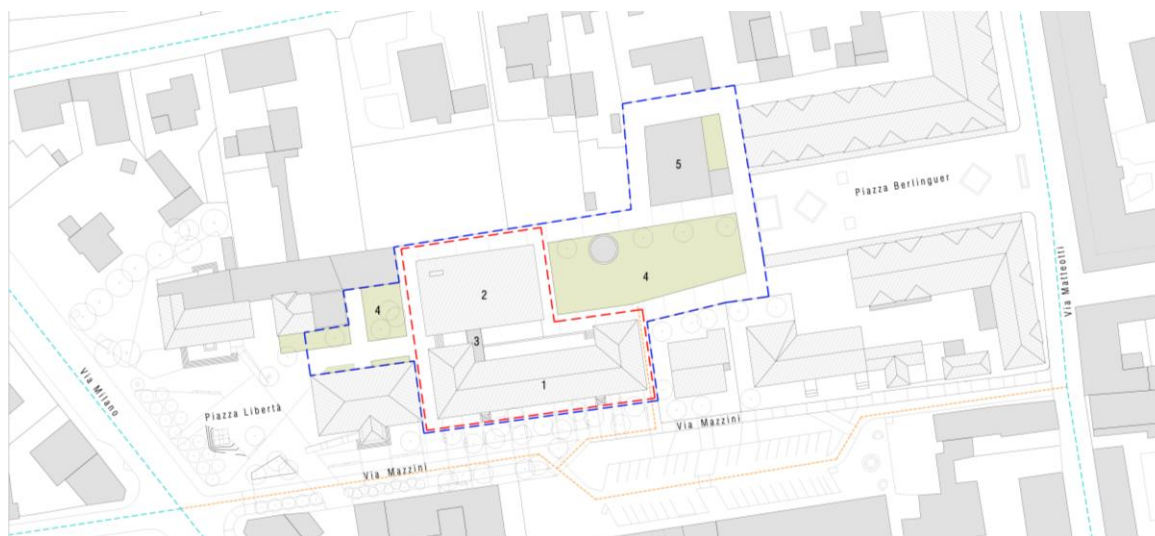 5
Piazza Berlinguer
4
2
4
Via Matteotti
3
1
Via Milano
Piazza Libertà
Via Mazzini
Via Mazzini